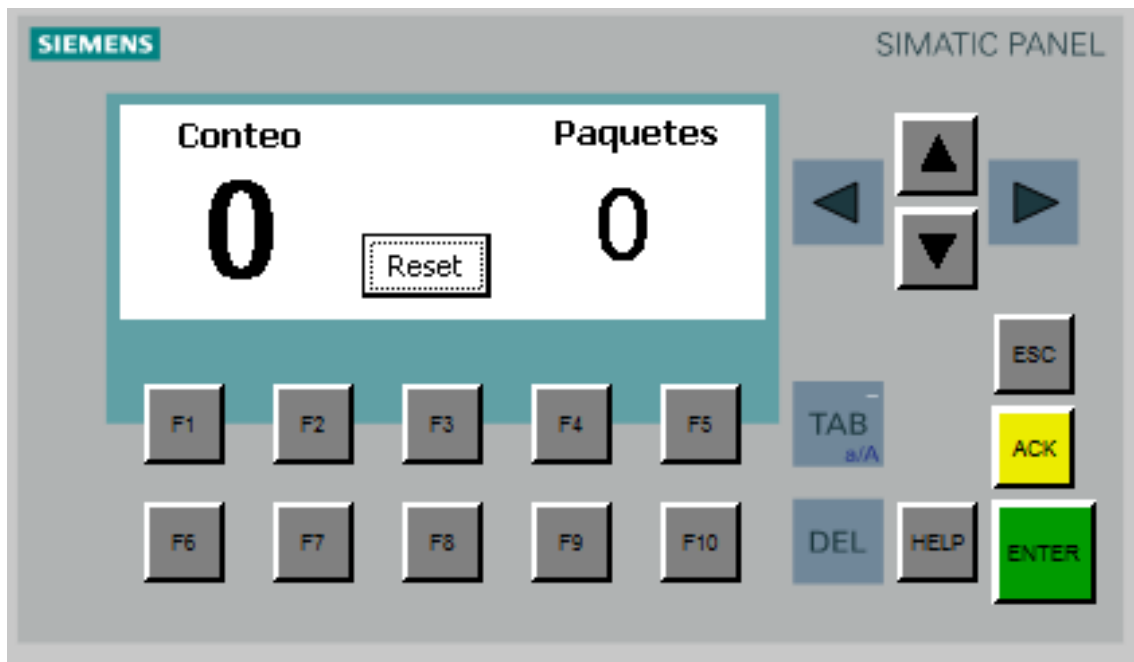 SIEMENS
SIMATIC PANEL
Conteo
Paquetes
0
0
Reset
ESC
F1
F2
F3
F4
F5
TAB
a/A
ACK
F6
F7
F8
F9
F10
DEL
HELP
ENTER